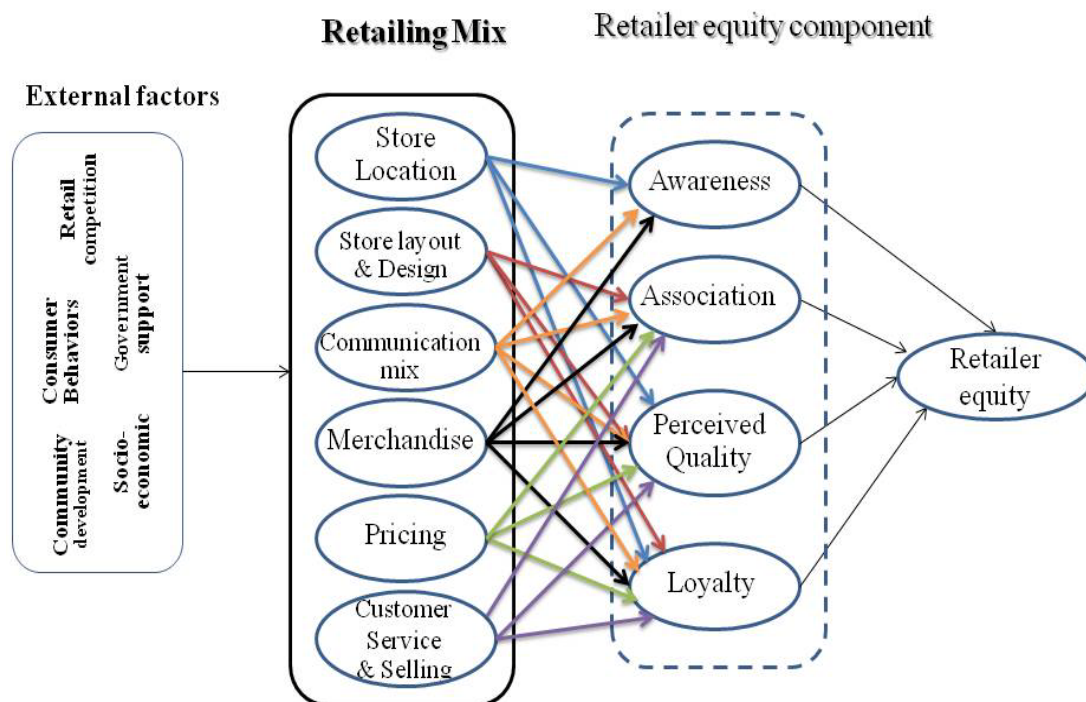 Retailing Mix
Retailer equity component
External factors
Retail
competition
Government
support
Consumer
Behaviors
Socio-
economic
Community
development
Store
Location
Store layout
& Design
Communication
mix
Merchandise
Pricing
Customer
Service
& Selling
Awareness
Association
Perceived
Quality
Loyalty
Retailer
equity